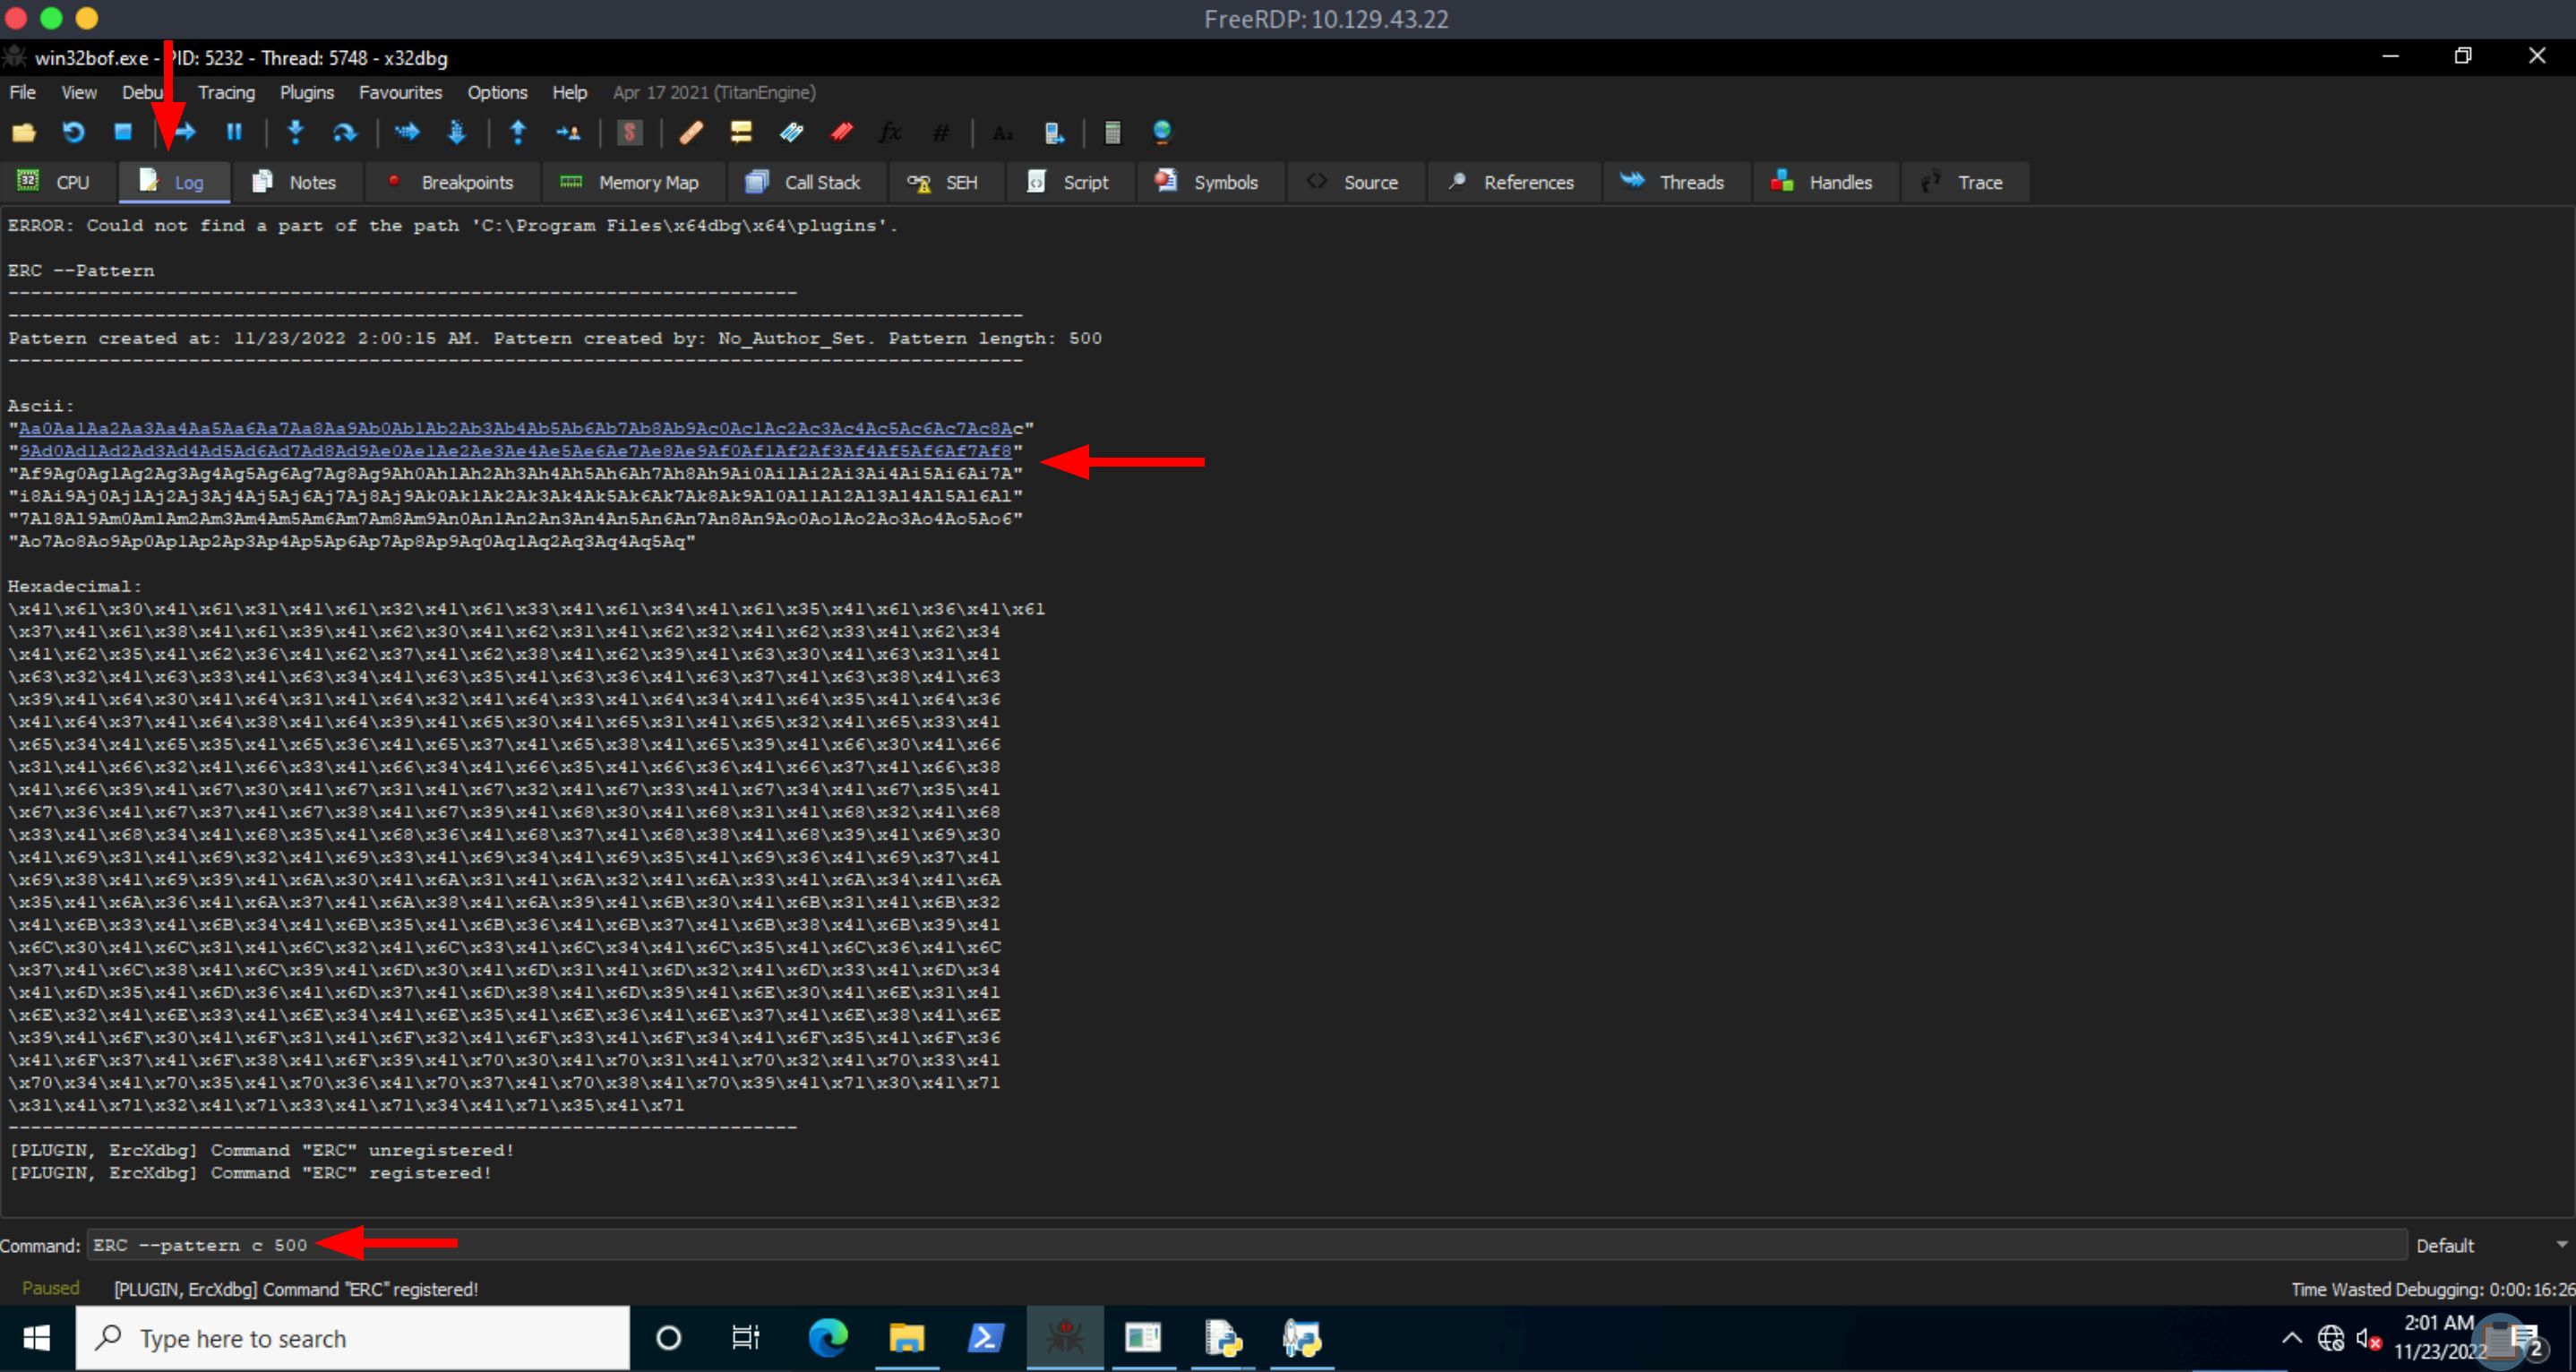 FreeRDP: 10.129.43.22
win32bof.exe - PID: 5232 - Thread: 5748 - x32dbg
File View Debug Tracing Plugins Favourites Options Help Apr 17 2021 (TitanEngine)
CPU Log Notes Breakpoints Memory Map Call Stack SEH Script Symbols Source References Threads Handles Trace
ERROR: Could not find a part of the path 'C:\Program Files\x64dbg\x64\plugins'.
ERC --Pattern
----------------------------------------------------------------------
------------------------------------------------------------------------------------------
Pattern created at: 11/23/2022 2:00:15 AM. Pattern created by: No_Author_Set. Pattern length: 500
------------------------------------------------------------------------------------------
Ascii:
"Aa0Aa1Aa2Aa3Aa4Aa5Aa6Aa7Aa8Aa9Ab0Ab1Ab2Ab3Ab4Ab5Ab6Ab7Ab8Ab9Ac0Ac1Ac2Ac3Ac4Ac5Ac6Ac7Ac8Ac"
"9Ad0Ad1Ad2Ad3Ad4Ad5Ad6Ad7Ad8Ad9Ae0Ae1Ae2Ae3Ae4Ae5Ae6Ae7Ae8Ae9Af0Af1Af2Af3Af4Af5Af6Af7Af8"
"Af9Ag0Ag1Ag2Ag3Ag4Ag5Ag6Ag7Ag8Ag9Ah0Ah1Ah2Ah3Ah4Ah5Ah6Ah7Ah8Ah9Ai0Ai1Ai2Ai3Ai4Ai5Ai6Ai7A"
"i8Ai9Aj0Aj1Aj2Aj3Aj4Aj5Aj6Aj7Aj8Aj9Ak0Ak1Ak2Ak3Ak4Ak5Ak6Ak7Ak8Ak9Al0Al1Al2Al3Al4Al5Al6Al"
"7Al8Al9Am0Am1Am2Am3Am4Am5Am6Am7Am8Am9An0An1An2An3An4An5An6An7An8An9Ao0Ao1Ao2Ao3Ao4Ao5Ao6"
"Ao7Ao8Ao9Ap0Ap1Ap2Ap3Ap4Ap5Ap6Ap7Ap8Ap9Aq0Aq1Aq2Aq3Aq4Aq5Aq"
Hexadecimal:
\x41\x61\x30\x41\x61\x31\x41\x61\x32\x41\x61\x33\x41\x61\x34\x41\x61\x35\x41\x61\x36\x41\x61
\x37\x41\x61\x38\x41\x61\x39\x41\x62\x30\x41\x62\x31\x41\x62\x32\x41\x62\x33\x41\x62\x34
\x41\x62\x35\x41\x62\x36\x41\x62\x37\x41\x62\x38\x41\x62\x39\x41\x63\x30\x41\x63\x31\x41
\x63\x32\x41\x63\x33\x41\x63\x34\x41\x63\x35\x41\x63\x36\x41\x63\x37\x41\x63\x38\x41\x63
\x39\x41\x64\x30\x41\x64\x31\x41\x64\x32\x41\x64\x33\x41\x64\x34\x41\x64\x35\x41\x64\x36
\x41\x64\x37\x41\x64\x38\x41\x64\x39\x41\x65\x30\x41\x65\x31\x41\x65\x32\x41\x65\x33\x41
\x65\x34\x41\x65\x35\x41\x65\x36\x41\x65\x37\x41\x65\x38\x41\x65\x39\x41\x66\x30\x41\x66
\x31\x41\x66\x32\x41\x66\x33\x41\x66\x34\x41\x66\x35\x41\x66\x36\x41\x66\x37\x41\x66\x38
\x41\x66\x39\x41\x67\x30\x41\x67\x31\x41\x67\x32\x41\x67\x33\x41\x67\x34\x41\x67\x35\x41
\x67\x36\x41\x67\x37\x41\x67\x38\x41\x67\x39\x41\x68\x30\x41\x68\x31\x41\x68\x32\x41\x68
\x33\x41\x68\x34\x41\x68\x35\x41\x68\x36\x41\x68\x37\x41\x68\x38\x41\x68\x39\x41\x69\x30
\x41\x69\x31\x41\x69\x32\x41\x69\x33\x41\x69\x34\x41\x69\x35\x41\x69\x36\x41\x69\x37\x41
\x69\x38\x41\x69\x39\x41\x6A\x30\x41\x6A\x31\x41\x6A\x32\x41\x6A\x33\x41\x6A\x34\x41\x6A
\x35\x41\x6A\x36\x41\x6A\x37\x41\x6A\x38\x41\x6A\x39\x41\x6B\x30\x41\x6B\x31\x41\x6B\x32
\x41\x6B\x33\x41\x6B\x34\x41\x6B\x35\x41\x6B\x36\x41\x6B\x37\x41\x6B\x38\x41\x6B\x39\x41
\x6C\x30\x41\x6C\x31\x41\x6C\x32\x41\x6C\x33\x41\x6C\x34\x41\x6C\x35\x41\x6C\x36\x41\x6C
\x37\x41\x6C\x38\x41\x6C\x39\x41\x6D\x30\x41\x6D\x31\x41\x6D\x32\x41\x6D\x33\x41\x6D\x34
\x41\x6D\x35\x41\x6D\x36\x41\x6D\x37\x41\x6D\x38\x41\x6D\x39\x41\x6E\x30\x41\x6E\x31\x41
\x6E\x32\x41\x6E\x33\x41\x6E\x34\x41\x6E\x35\x41\x6E\x36\x41\x6E\x37\x41\x6E\x38\x41\x6E
\x39\x41\x6F\x30\x41\x6F\x31\x41\x6F\x32\x41\x6F\x33\x41\x6F\x34\x41\x6F\x35\x41\x6F\x36
\x41\x6F\x37\x41\x6F\x38\x41\x6F\x39\x41\x70\x30\x41\x70\x31\x41\x70\x32\x41\x70\x33\x41
\x70\x34\x41\x70\x35\x41\x70\x36\x41\x70\x37\x41\x70\x38\x41\x70\x39\x41\x71\x30\x41\x71
\x31\x41\x71\x32\x41\x71\x33\x41\x71\x34\x41\x71\x35\x41\x71
----------------------------------------------------------------------
[PLUGIN, ErcXdbg] Command "ERC" unregistered!
[PLUGIN, ErcXdbg] Command "ERC" registered!
Command: ERC --pattern c 500 Default
Paused [PLUGIN, ErcXdbg] Command "ERC" registered! Time Wasted Debugging: 0:00:16:26
Type here to search
2:01 AM
11/23/2022 2